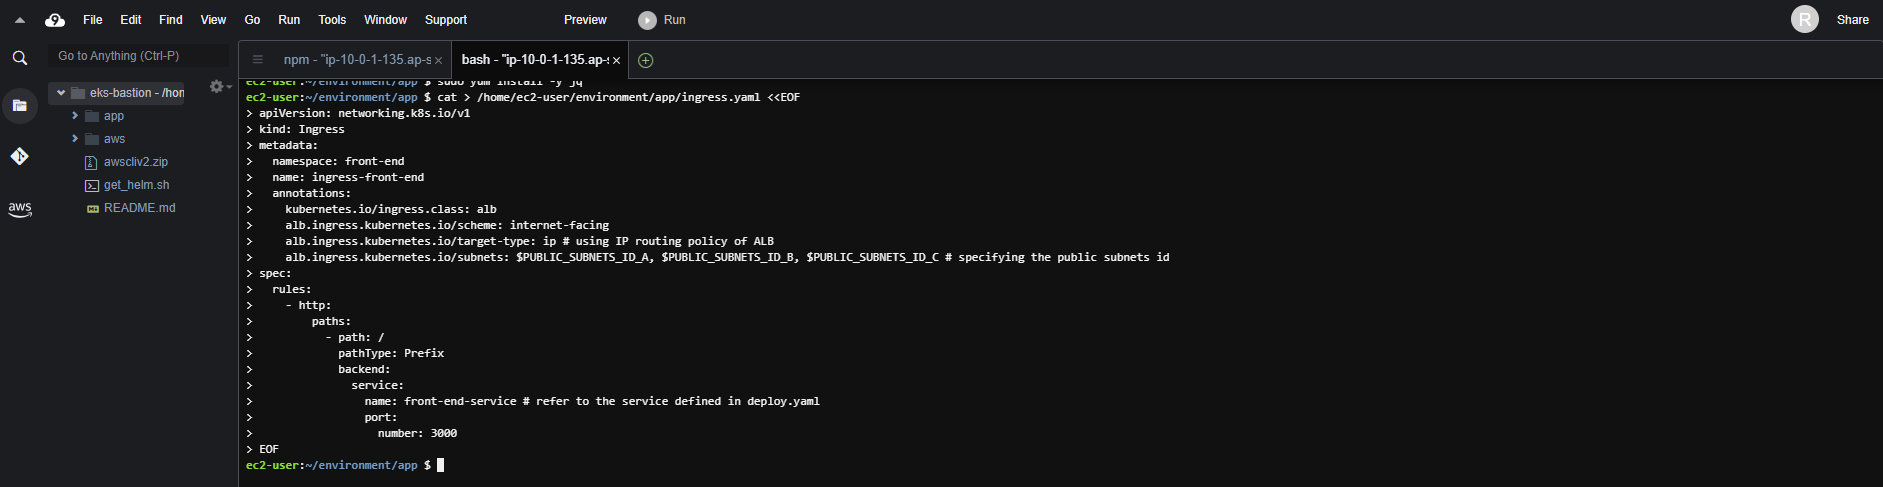 File Edit Find View Go Run Tools Window Support Preview Run R Share
Go to Anything (Ctrl-P)
npm - "ip-10-0-1-135.ap-s × bash - "ip-10-0-1-135.ap-s ×
eks-bastion - /hon
app
aws
awscliv2.zip
get_helm.sh
README.md
aws
ec2-user:~/environment/app $ sudo yum install -y jq
ec2-user:~/environment/app $ cat > /home/ec2-user/environment/app/ingress.yaml <<EOF
> apiVersion: networking.k8s.io/v1
> kind: Ingress
> metadata:
>   namespace: front-end
>   name: ingress-front-end
>   annotations:
>     kubernetes.io/ingress.class: alb
>     alb.ingress.kubernetes.io/scheme: internet-facing
>     alb.ingress.kubernetes.io/target-type: ip # using IP routing policy of ALB
>     alb.ingress.kubernetes.io/subnets: $PUBLIC_SUBNETS_ID_A, $PUBLIC_SUBNETS_ID_B, $PUBLIC_SUBNETS_ID_C # specifying the public subnets id
> spec:
>   rules:
>     - http:
>         paths:
>           - path: /
>             pathType: Prefix
>             backend:
>               service:
>                 name: front-end-service # refer to the service defined in deploy.yaml
>                 port:
>                   number: 3000
> EOF
ec2-user:~/environment/app $